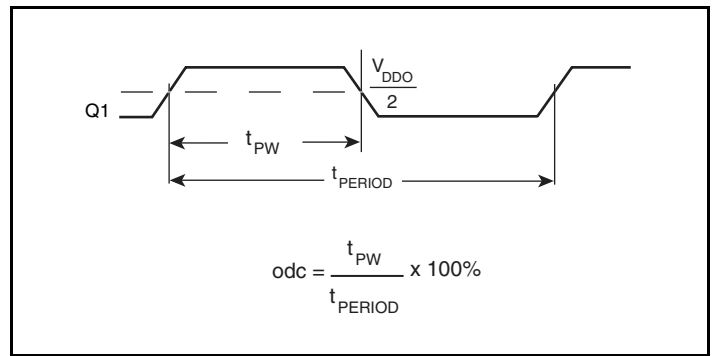 V_DDO
2
Q1
t_PW
t_PERIOD
odc = t_PW / t_PERIOD x 100%